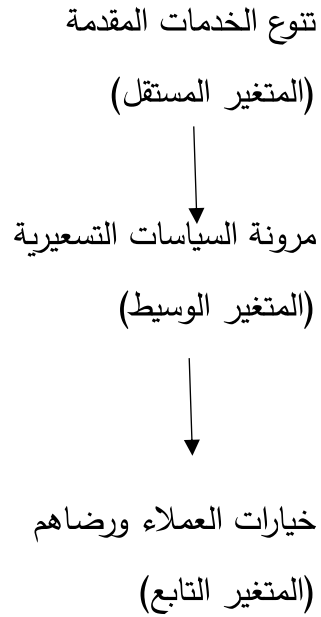 تنوع الخدمات المقدمة
(المتغير المستقل)
مرونة السياسات التسعيرية
(المتغير الوسيط)
خيارات العملاء ورضاهم
(المتغير التابع)